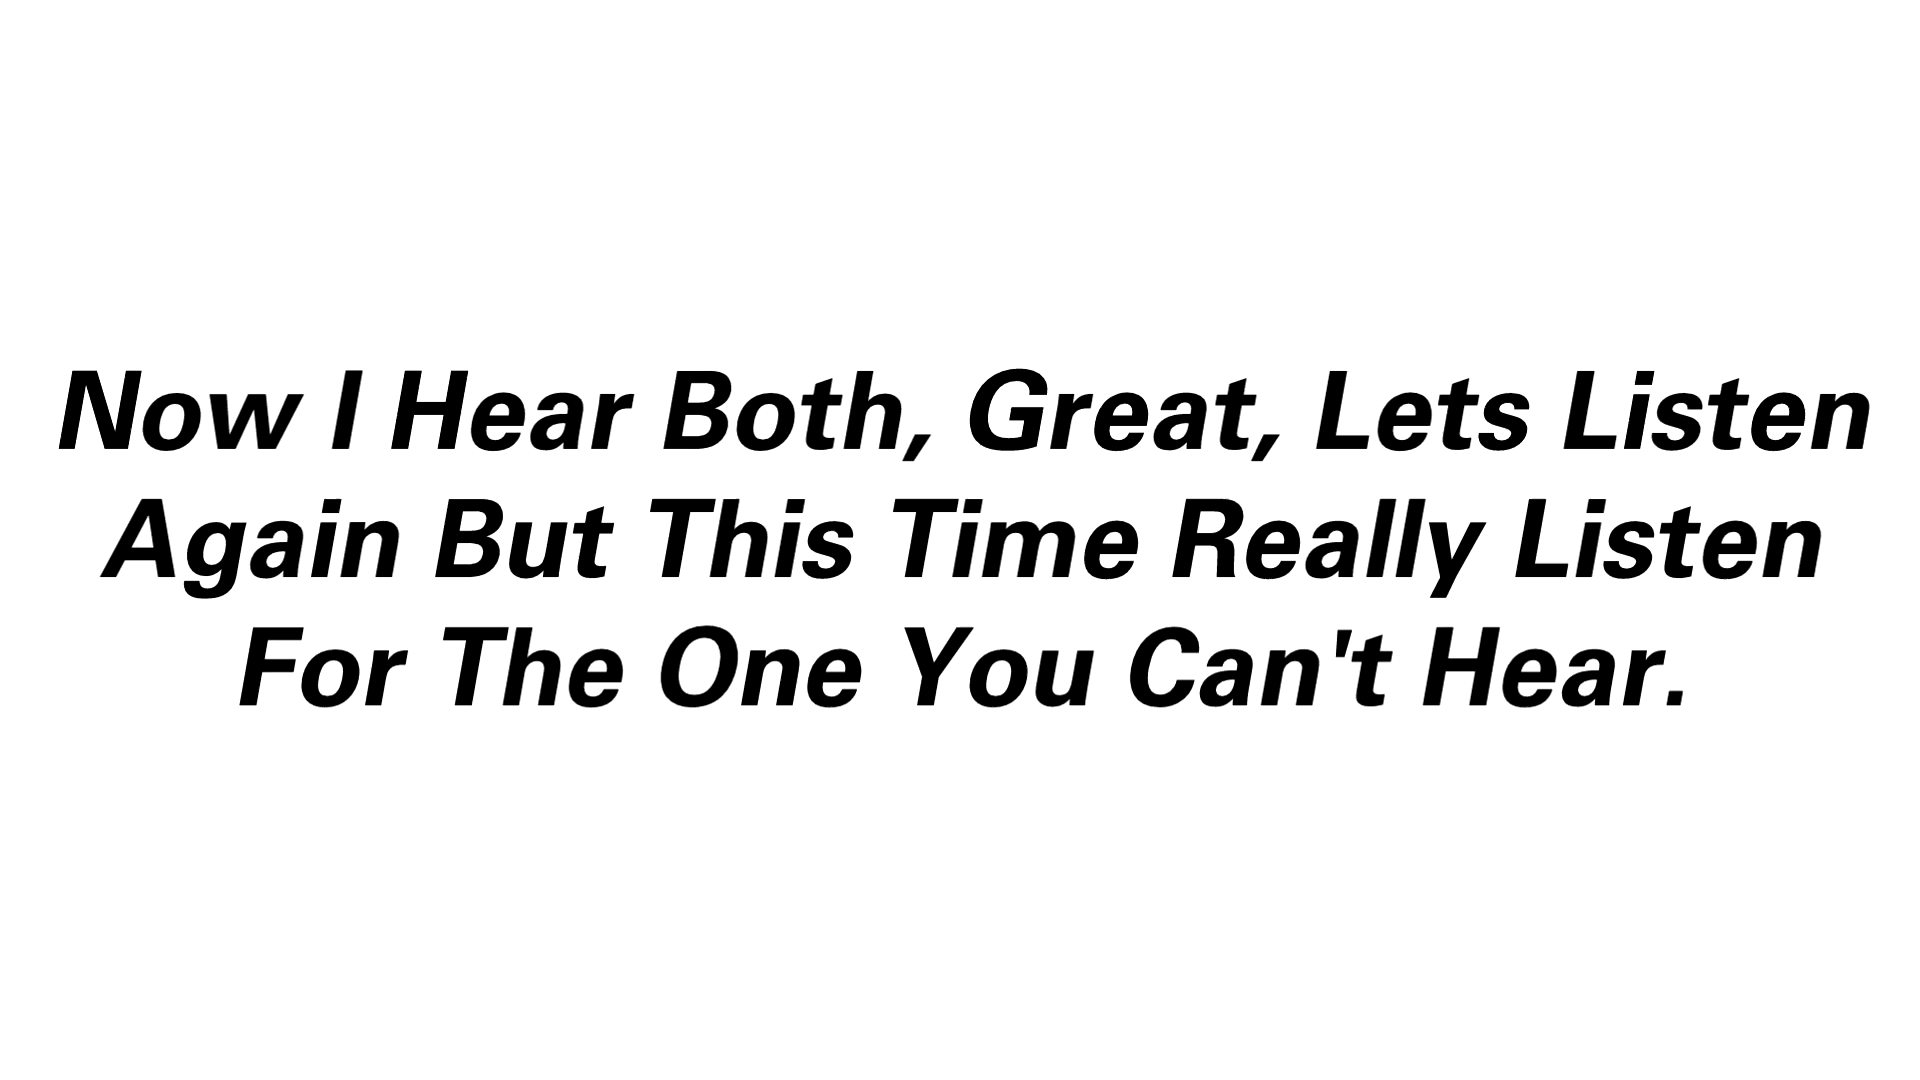 Now I Hear Both, Great, Lets Listen
Again But This Time Really Listen
For The One You Can't Hear.